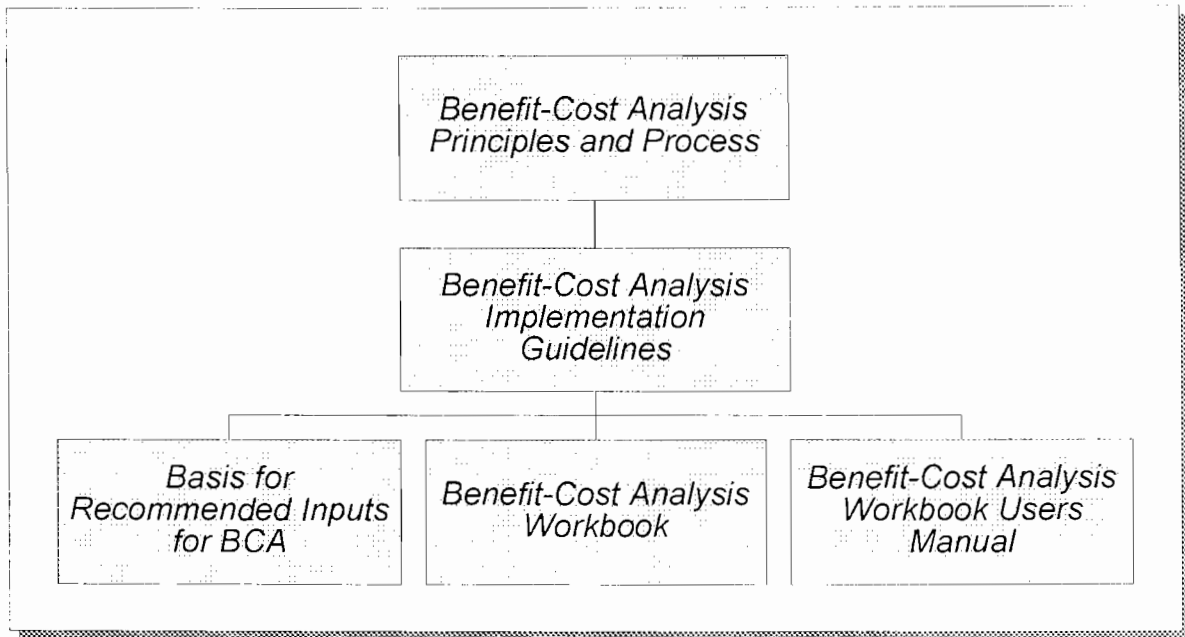 Benefit-Cost Analysis
Principles and Process
Benefit-Cost Analysis
Implementation
Guidelines
Basis for
Recommended Inputs
for BCA
Benefit-Cost Analysis
Workbook
Benefit-Cost Analysis
Workbook Users
Manual